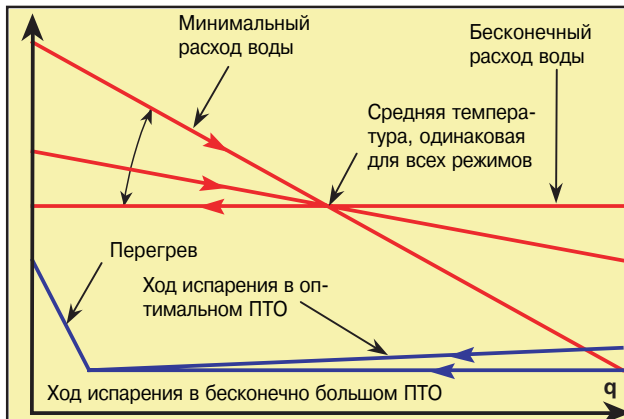 Минимальный
расход воды
Бесконечный
расход воды
Средняя темпера-
тура, одинаковая
для всех режимов
Перегрев
Ход испарения в оп-
тимальном ПТО
Ход испарения в бесконечно большом ПТО
q